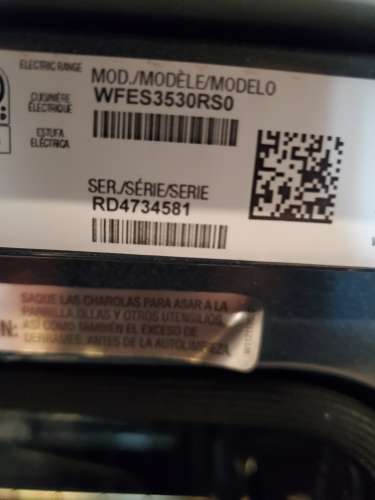 ELECTRIC RANGE
CUISINIÈRE
ÉLECTRIQUE
ESTUFA
ELÉCTRICA
MOD./MODÈLE/MODELO
WFES3530RS0
SER./SÉRIE/SERIE
RD4734581
SAQUE LAS CHAROLAS PARA ASAR A LA
PARRILLA, OLLAS Y OTROS UTENSILIOS,
N: ASÍ COMO TAMBIÉN EL EXCESO DE
DERRAMES, ANTES DE LA AUTOLIMPIEZA.